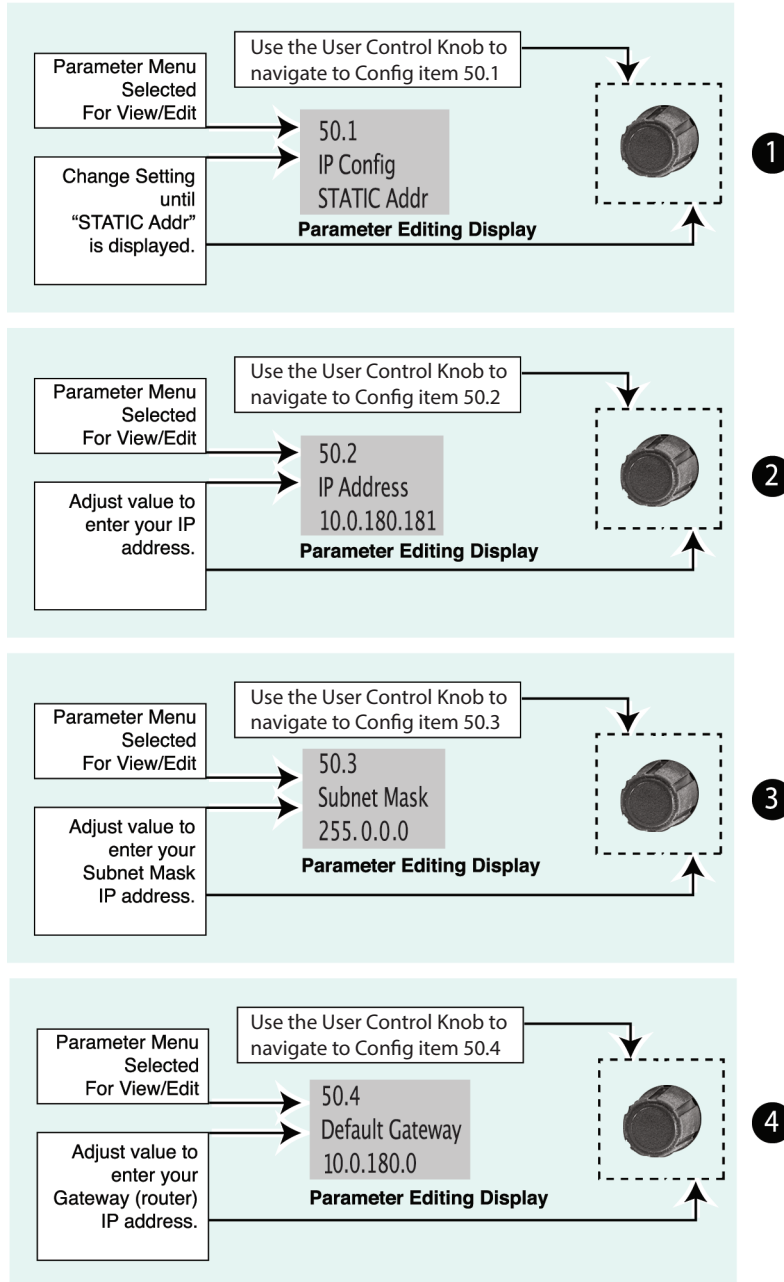 Use the User Control Knob to
navigate to Config item 50.1
Parameter Menu
Selected
For View/Edit
50.1
IP Config
STATIC Addr
Parameter Editing Display
Change Setting
until
“STATIC Addr”
is displayed.
1
Use the User Control Knob to
navigate to Config item 50.2
Parameter Menu
Selected
For View/Edit
50.2
IP Address
10.0.180.181
Parameter Editing Display
Adjust value to
enter your IP
address.
2
Use the User Control Knob to
navigate to Config item 50.3
Parameter Menu
Selected
For View/Edit
50.3
Subnet Mask
255.0.0.0
Parameter Editing Display
Adjust value to
enter your
Subnet Mask
IP address.
3
Use the User Control Knob to
navigate to Config item 50.4
Parameter Menu
Selected
For View/Edit
50.4
Default Gateway
10.0.180.0
Parameter Editing Display
Adjust value to
enter your
Gateway (router)
IP address.
4